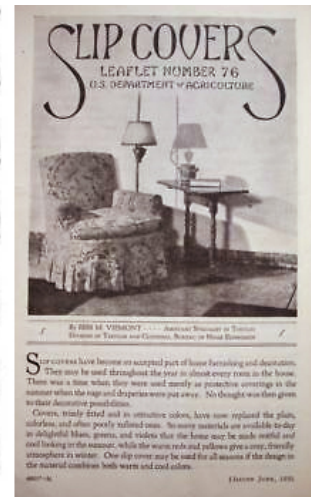 SLIP COVERS
LEAFLET NUMBER 76
U.S. DEPARTMENT of AGRICULTURE
By BESS M. VIEMONT - - - - ASSISTANT SPECIALIST IN TEXTILES
DIVISION OF TEXTILES AND CLOTHING, BUREAU OF HOME ECONOMICS
SLIP COVERS have become an accepted part of home furnishing and decoration.
They may be used throughout the year in almost every room in the house.
There was a time when they were used merely as protective coverings in the
summer when the rugs and draperies were put away. No thought was then given
to their decorative possibilities.
Covers, trimly fitted and in attractive colors, have now replaced the plain,
colorless, and often poorly tailored ones. So many materials are available to-day
in delightful blues, greens, and violets that the home may be made restful and
cool looking in the summer, while the warm reds and yellows give a cozy, friendly
atmosphere in winter. One slip cover may be used for all seasons if the design in
the material combines both warm and cool colors.
Issued June, 1931